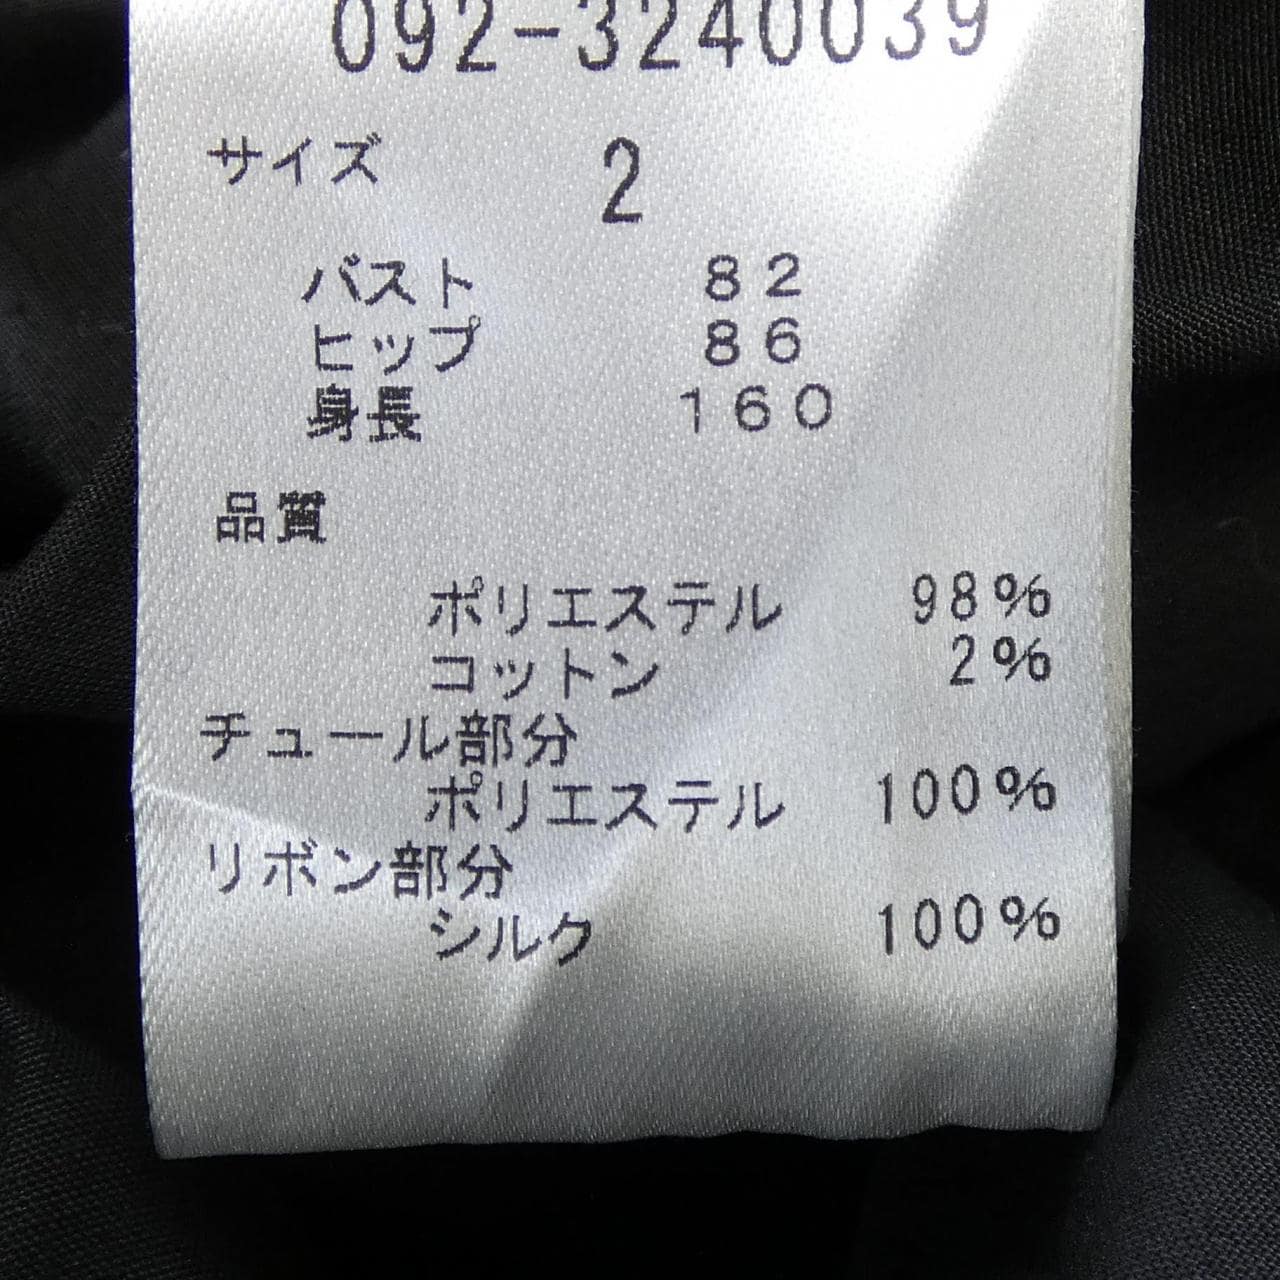 092-3240039
サイズ 2
バスト 82
ヒップ 86
身長 160
品質
ポリエステル 98%
コットン 2%
チュール部分
ポリエステル 100%
リボン部分
シルク 100%